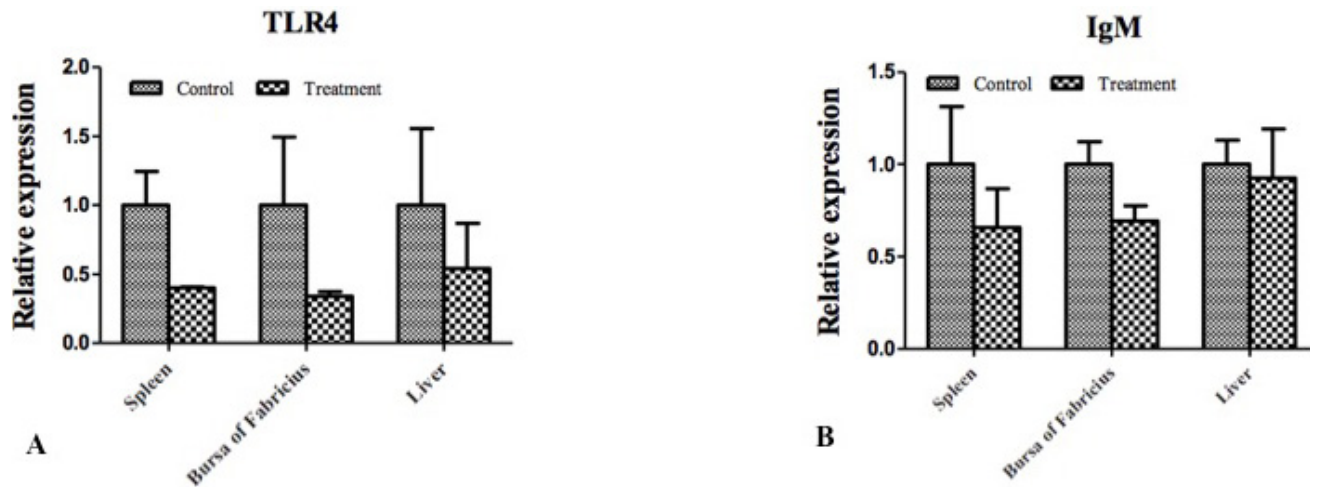 TLR4
Relative expression
2.0
1.5
1.0
0.5
0.0
Control
Treatment
Spleen
Bursa of Fabricius
Liver
A
IgM
Relative expression
1.5
1.0
0.5
0.0
Control
Treatment
Spleen
Bursa of Fabricius
Liver
B